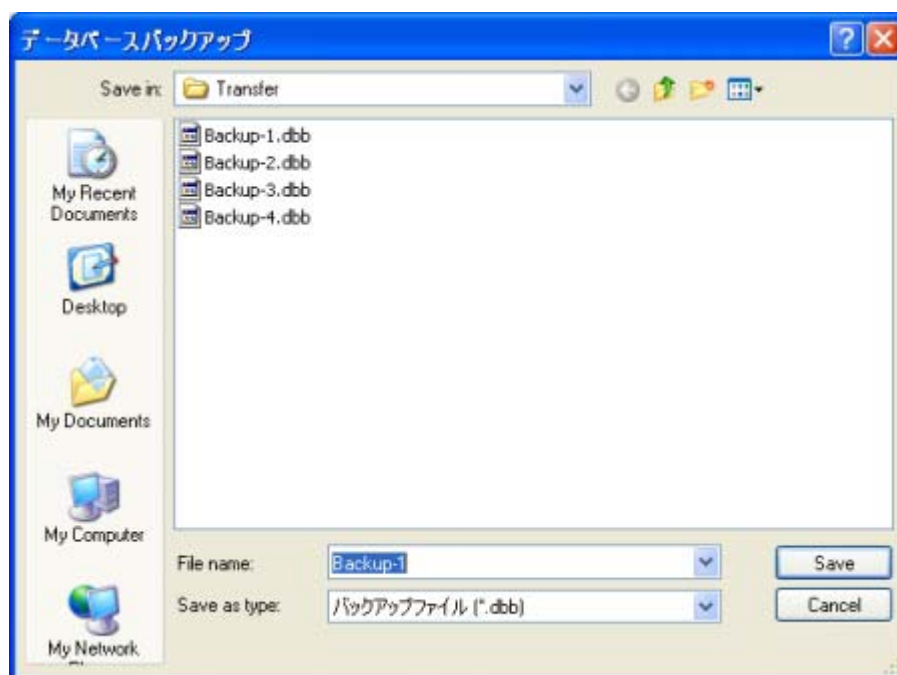 データベースバックアップ
Save in:
Transfer
Backup-1.dbb
Backup-2.dbb
Backup-3.dbb
Backup-4.dbb
My Recent
Documents
Desktop
My Documents
My Computer
My Network
File name:
Backup-1
Save
Save as type:
バックアップファイル (*.dbb)
Cancel